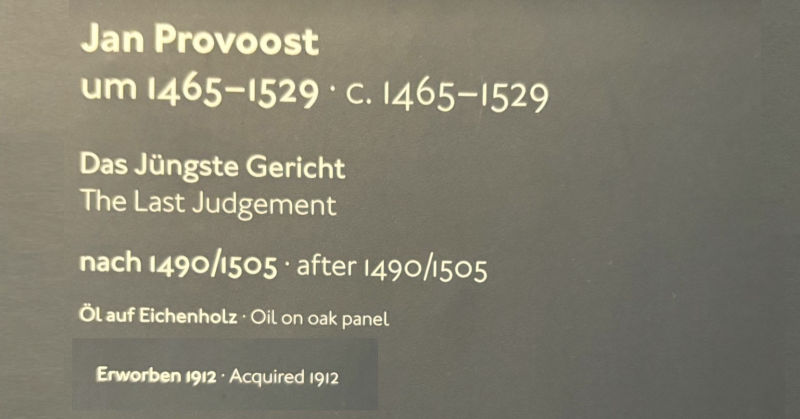 Jan Provoost
um 1465–1529 · c. 1465–1529
Das Jüngste Gericht
The Last Judgement
nach 1490/1505 · after 1490/1505
Öl auf Eichenholz · Oil on oak panel
Erworben 1912 · Acquired 1912